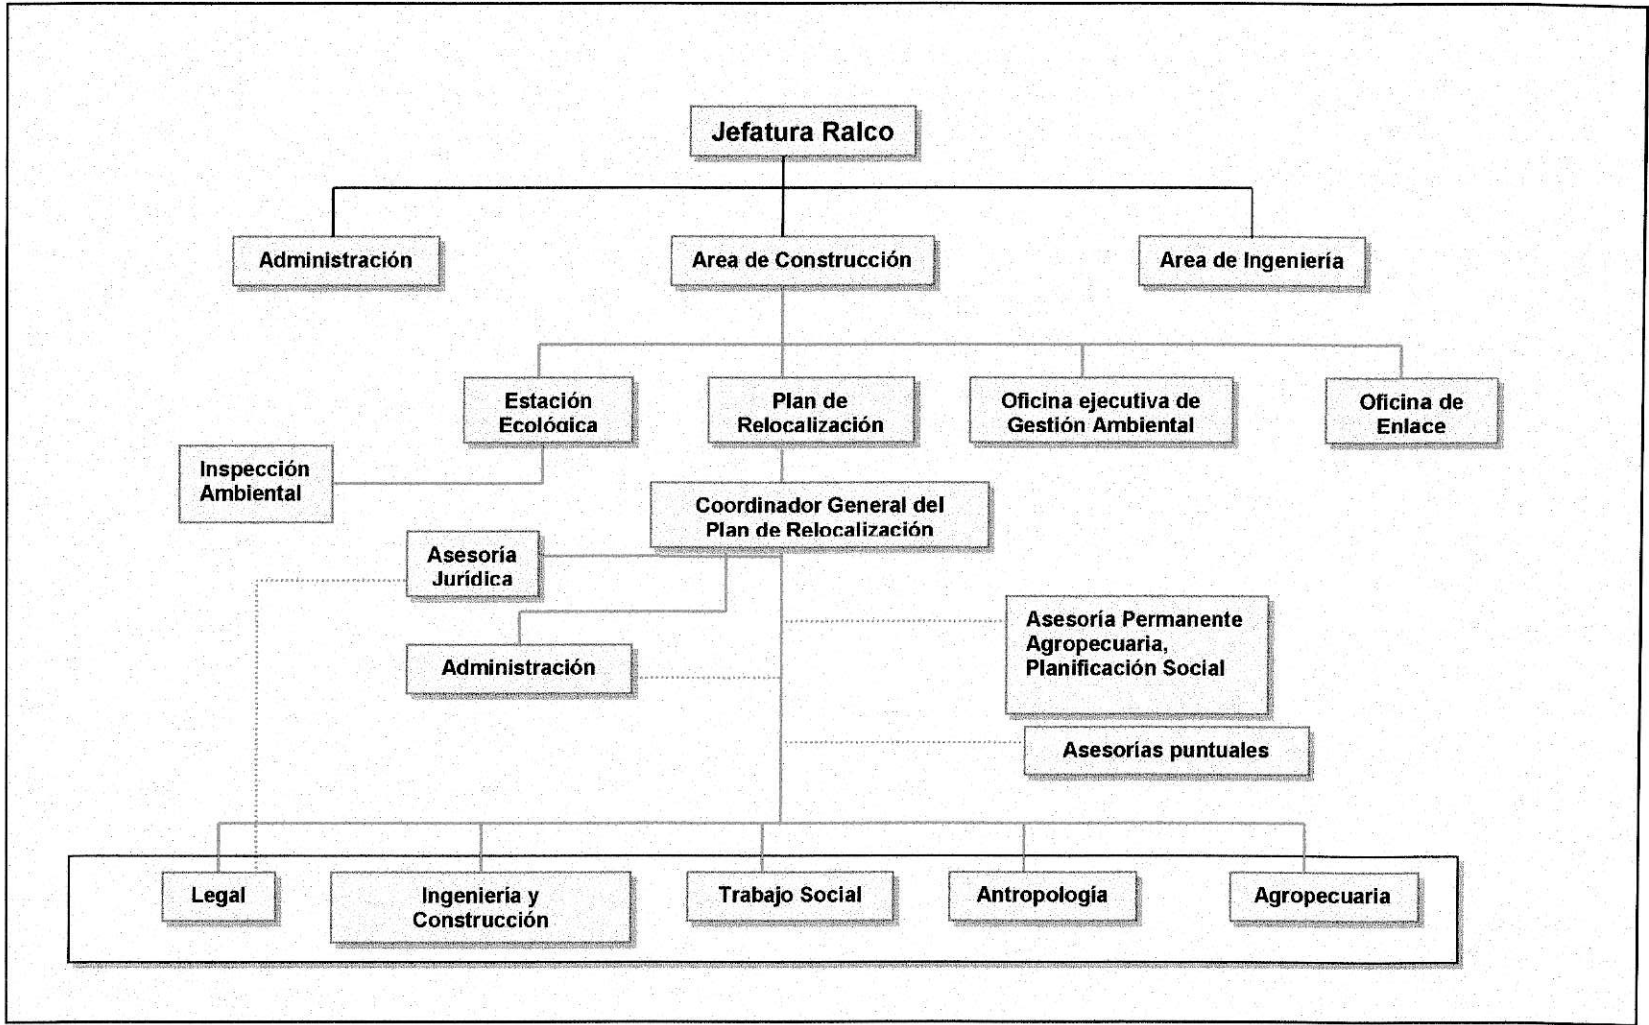 Jefatura Ralco
Administración
Area de Construcción
Area de Ingeniería
Estación
Ecológica
Plan de
Relocalización
Oficina ejecutiva de
Gestión Ambiental
Oficina de
Enlace
Inspección
Ambiental
Coordinador General del
Plan de Relocalización
Asesoría
Jurídica
Asesoría Permanente
Agropecuaria,
Planificación Social
Administración
Asesorías puntuales
Legal
Ingeniería y
Construcción
Trabajo Social
Antropología
Agropecuaria